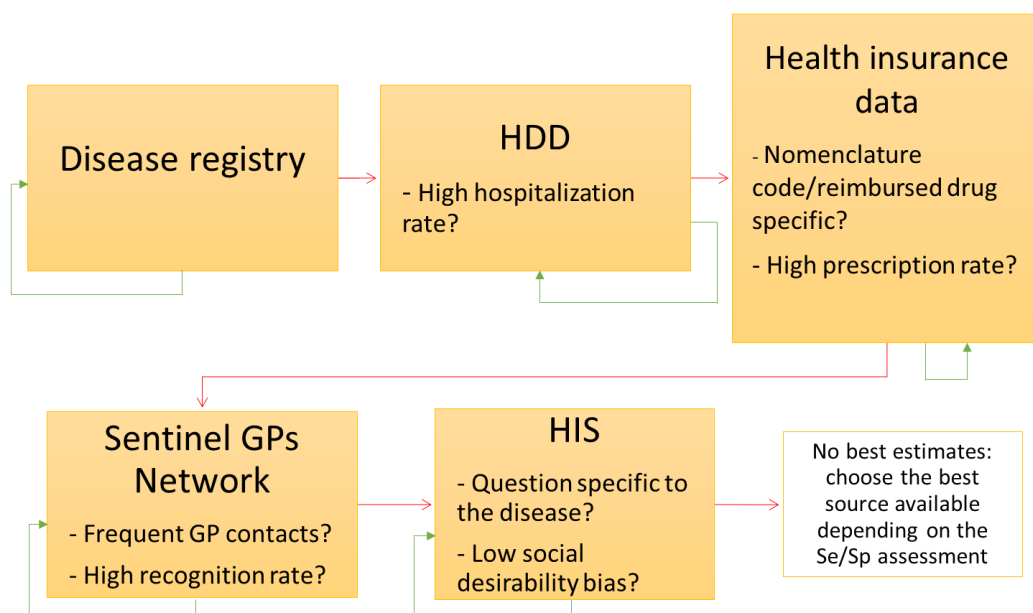 Disease registry
HDD
- High hospitalization
rate?
Health insurance
data
- Nomenclature
code/reimbursed drug
specific?
- High prescription rate?
Sentinel GPs
Network
- Frequent GP contacts?
- High recognition rate?
HIS
- Question specific to
the disease?
- Low social
desirability bias?
No best estimates:
choose the best
source available
depending on the
Se/Sp assessment